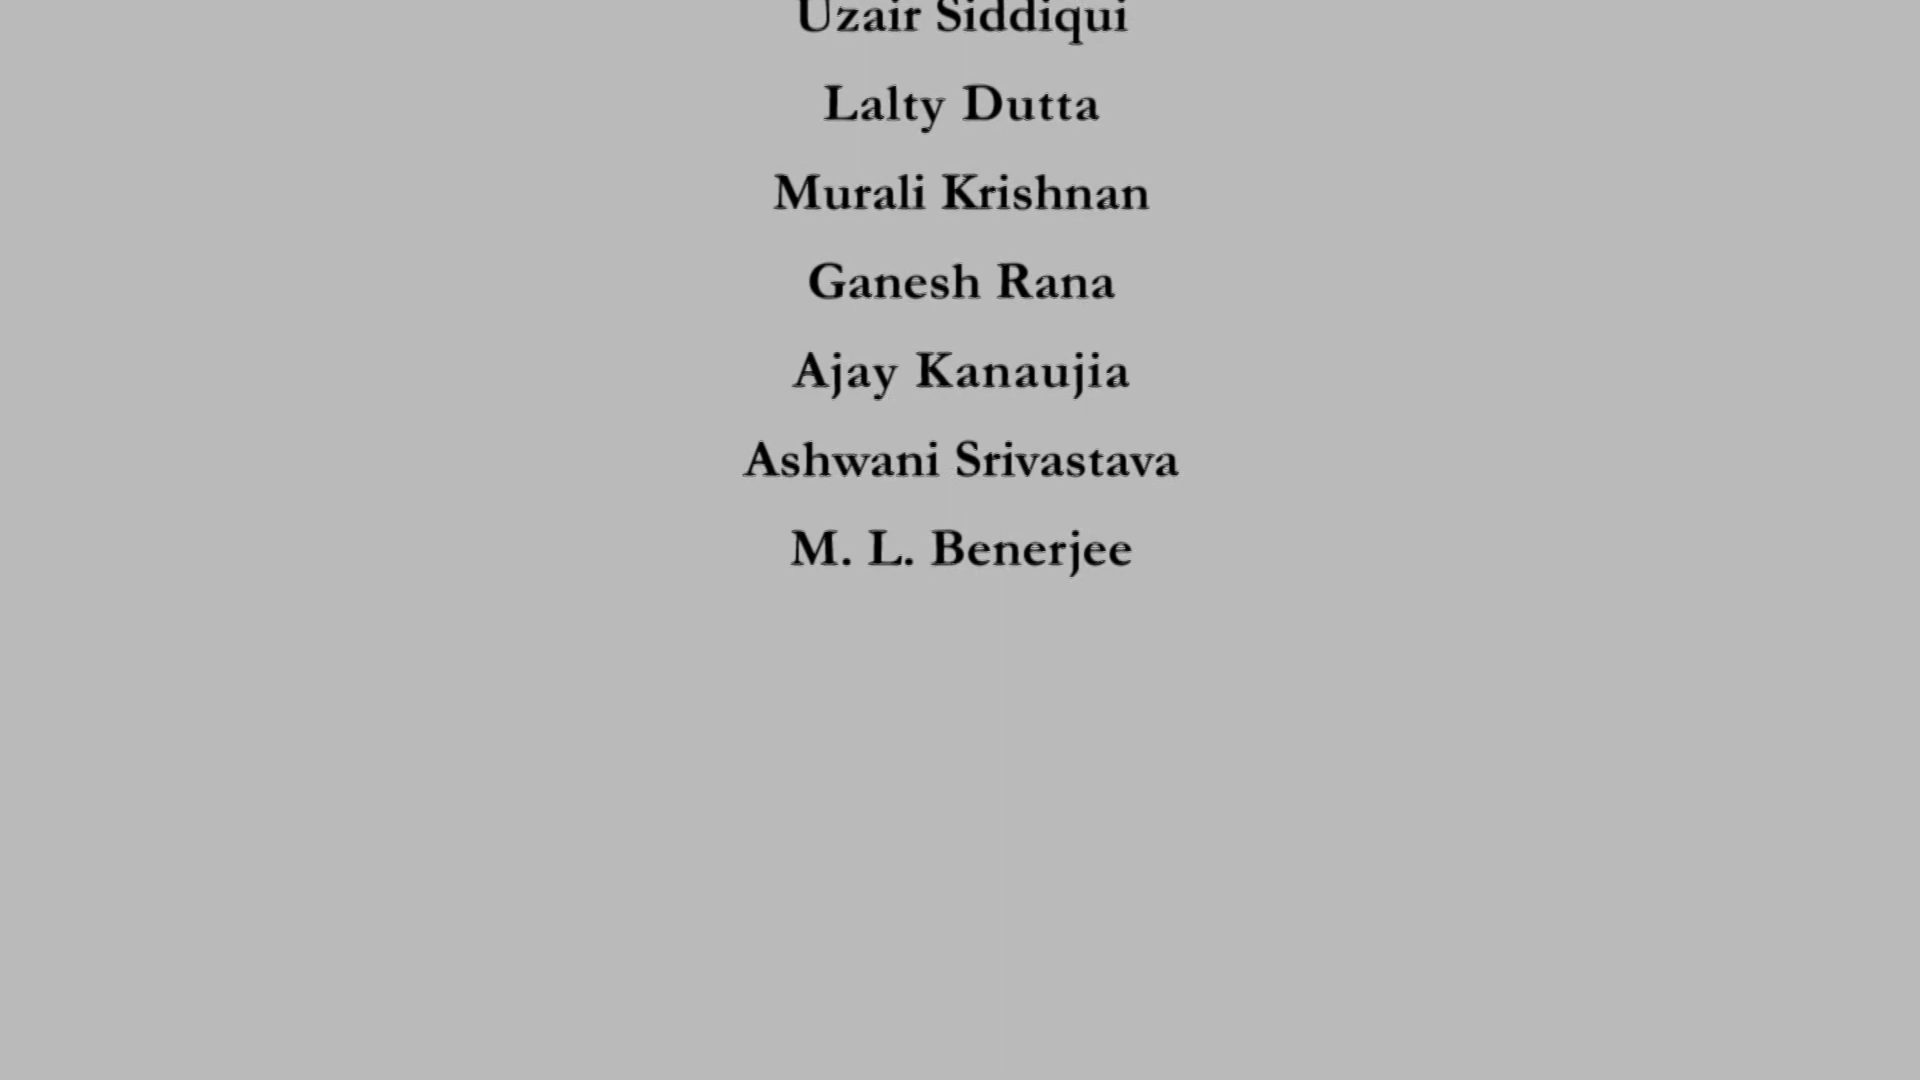 Uzair Siddiqui
Lalty Dutta
Murali Krishnan
Ganesh Rana
Ajay Kanaujia
Ashwani Srivastava
M. L. Benerjee